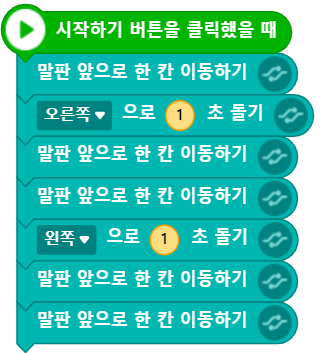 시작하기 버튼을 클릭했을 때
말판 앞으로 한 칸 이동하기
오른쪽 으로 1 초 돌기
말판 앞으로 한 칸 이동하기
말판 앞으로 한 칸 이동하기
왼쪽 으로 1 초 돌기
말판 앞으로 한 칸 이동하기
말판 앞으로 한 칸 이동하기